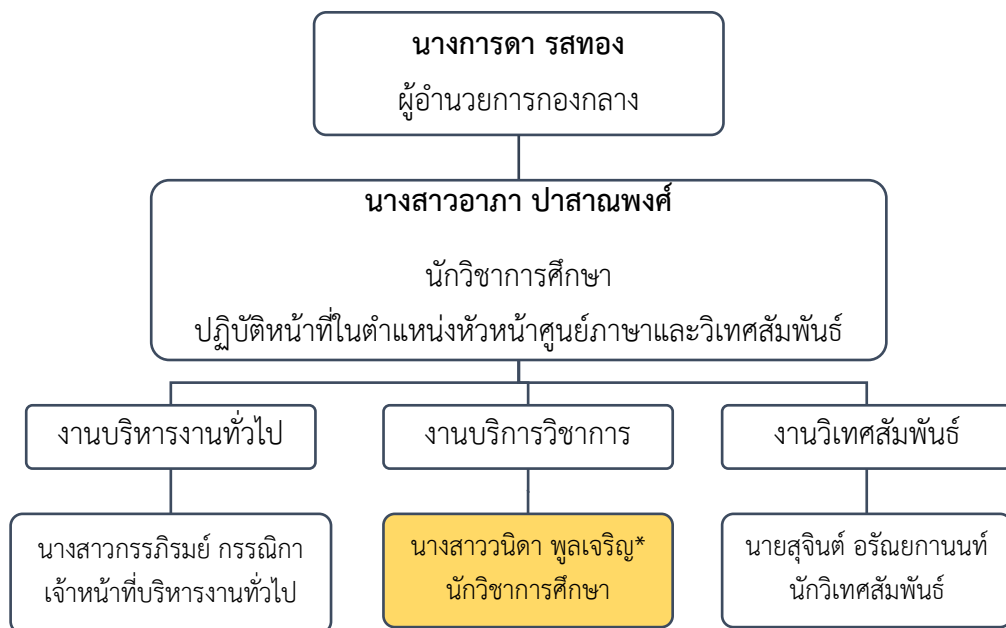 นางการดา รสทอง
ผู้อำนวยการกองกลาง
นางสาวอาภา ปาสาณพงศ์
นักวิชาการศึกษา
ปฏิบัติหน้าที่ในตำแหน่งหัวหน้าศูนย์ภาษาและวิเทศสัมพันธ์
งานบริหารงานทั่วไป
งานบริการวิชาการ
งานวิเทศสัมพันธ์
นางสาวกรรภิรมย์ กรรณิกา
เจ้าหน้าที่บริหารงานทั่วไป
นางสาววนิดา พูลเจริญ*
นักวิชาการศึกษา
นายสุจินต์ อรัณยกานนท์
นักวิเทศสัมพันธ์